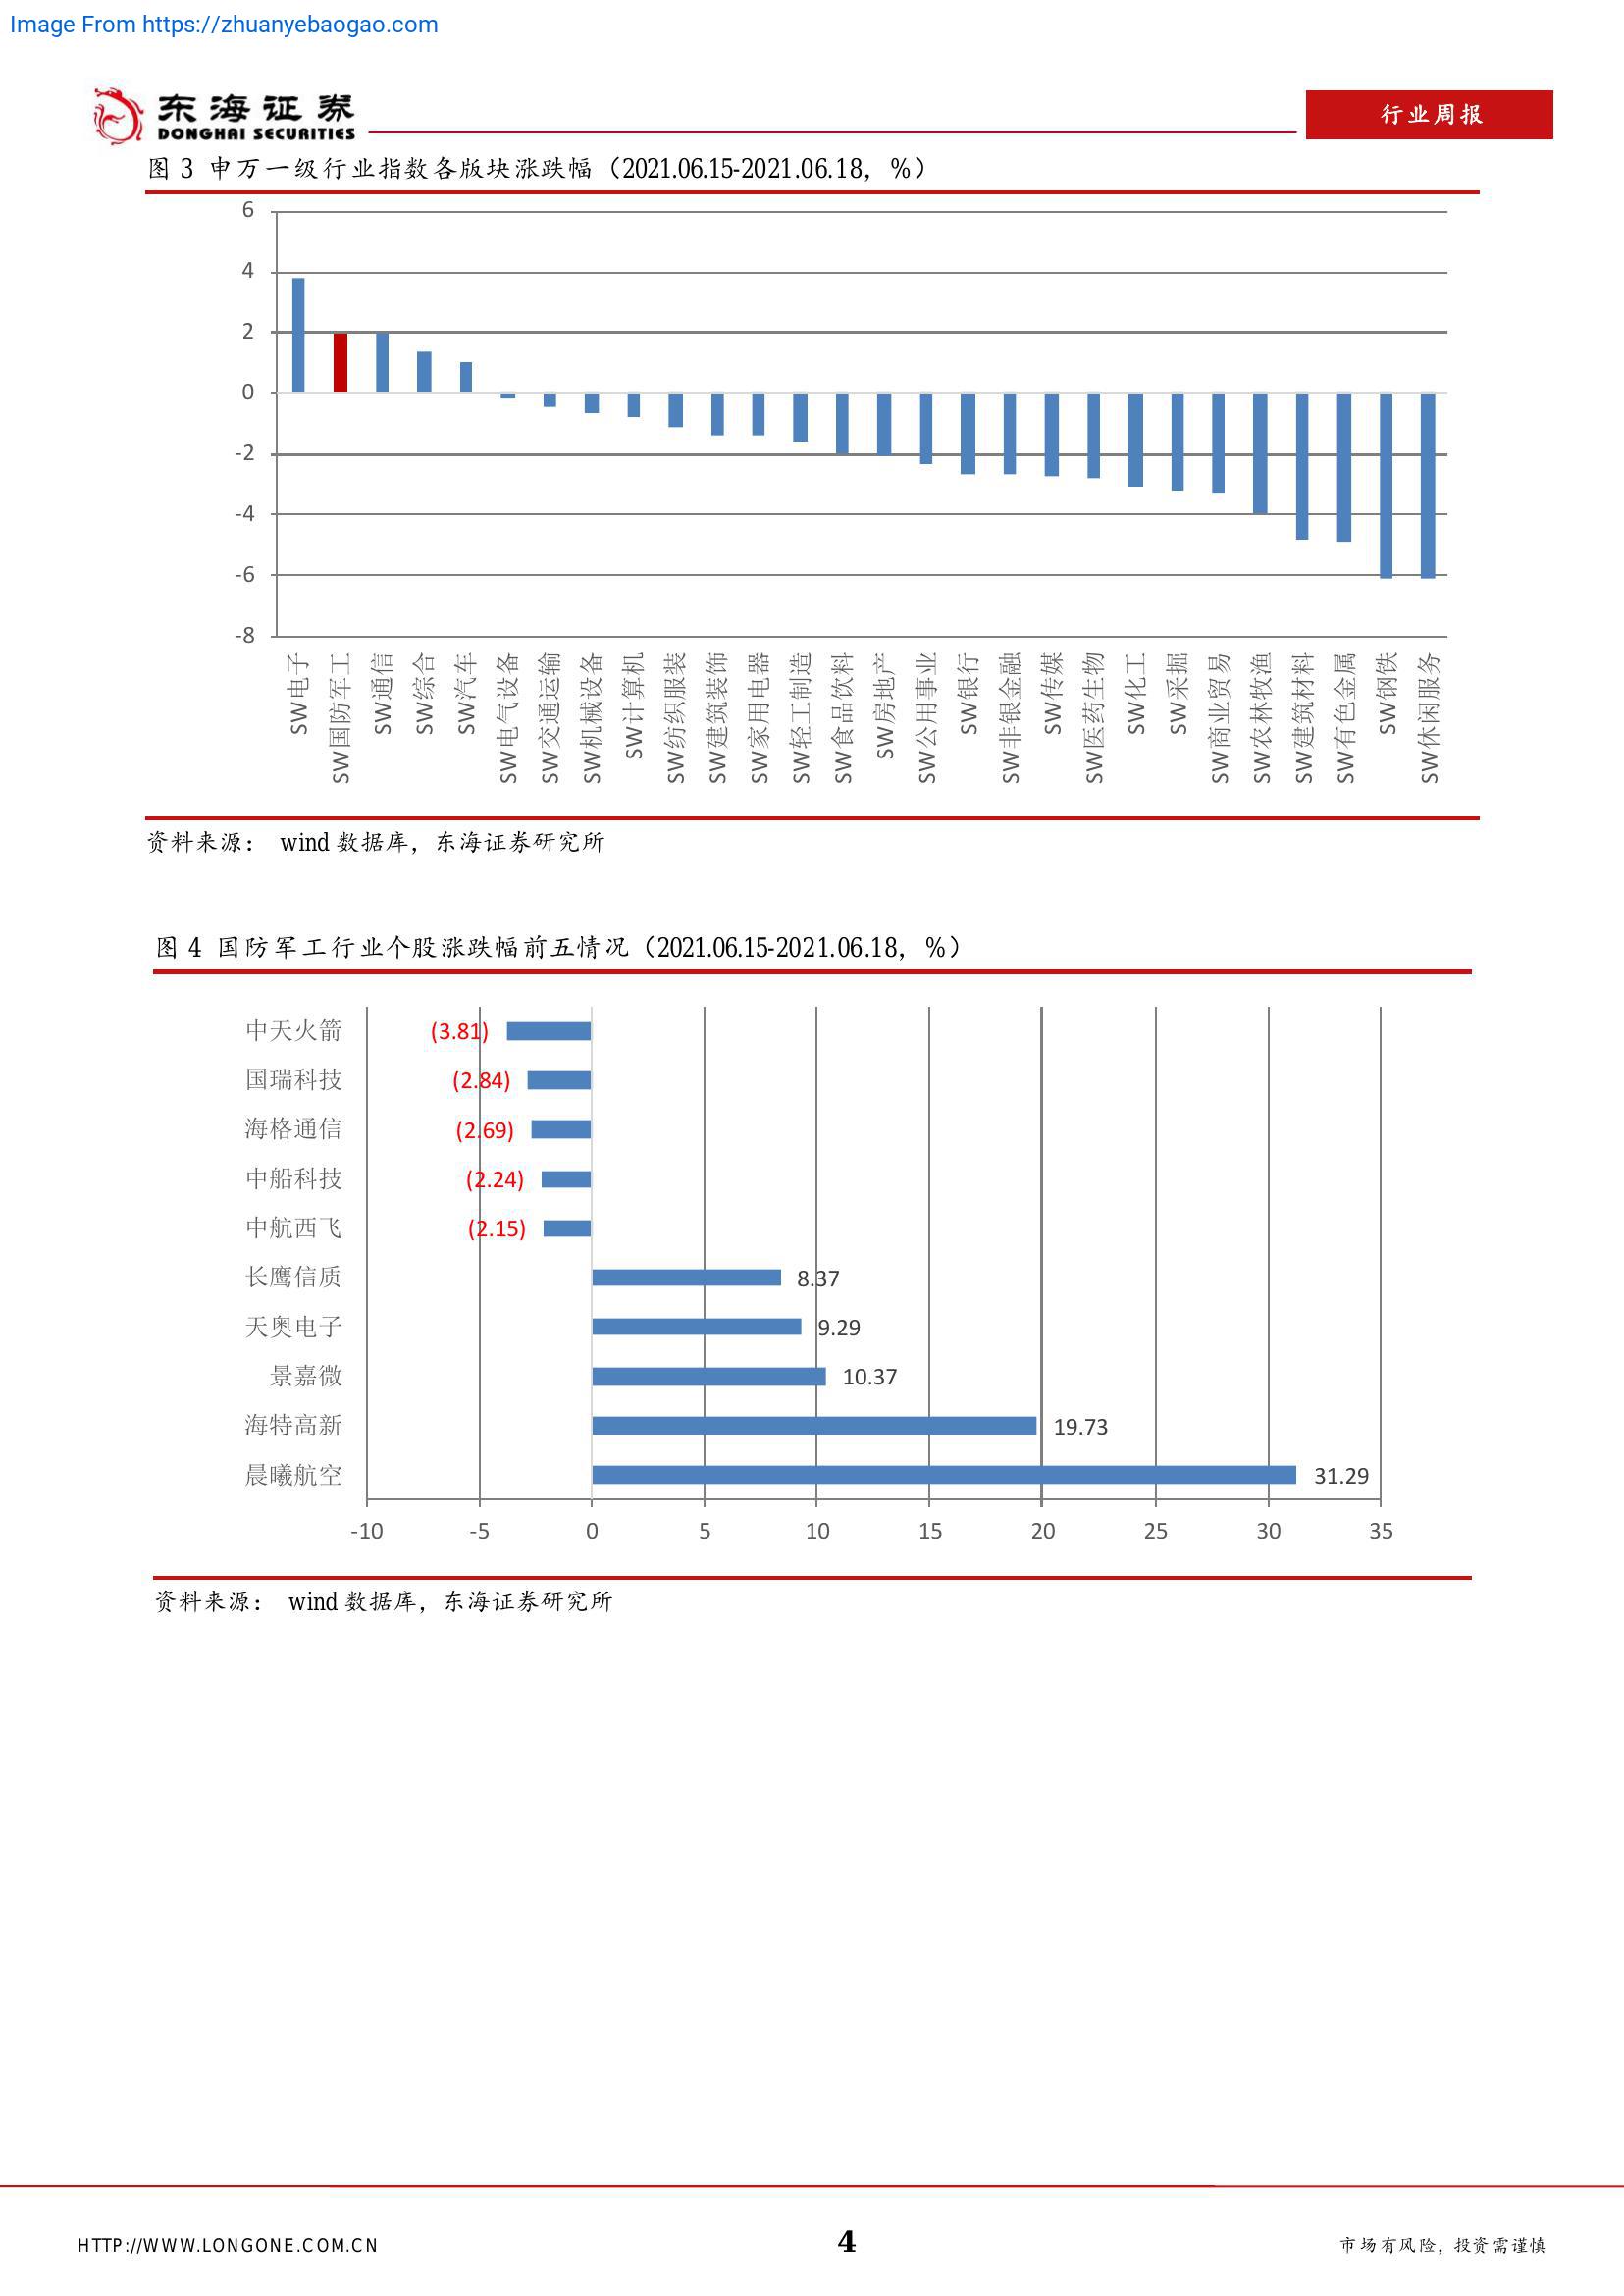 Image From https://zhuanyebaogao.com
东海证券
DONGHAI SECURITIES
行业周报
图 3 申万一级行业指数各版块涨跌幅（2021.06.15-2021.06.18，%）
6
4
2
0
-2
-4
-6
-8
SW电子
SW国防军工
SW通信
SW综合
SW汽车
SW电气设备
SW交通运输
SW机械设备
SW计算机
SW纺织服装
SW建筑装饰
SW家用电器
SW轻工制造
SW食品饮料
SW房地产
SW公用事业
SW银行
SW非银金融
SW传媒
SW医药生物
SW化工
SW采掘
SW商业贸易
SW农林牧渔
SW建筑材料
SW有色金属
SW钢铁
SW休闲服务
资料来源： wind 数据库，东海证券研究所
图 4 国防军工行业个股涨跌幅前五情况（2021.06.15-2021.06.18，%）
中天火箭 (3.81)
国瑞科技 (2.84)
海格通信 (2.69)
中船科技 (2.24)
中航西飞 (2.15)
长鹰信质 8.37
天奥电子 9.29
景嘉微 10.37
海特高新 19.73
晨曦航空 31.29
-10 -5 0 5 10 15 20 25 30 35
资料来源： wind 数据库，东海证券研究所
HTTP://WWW.LONGONE.COM.CN
4
市场有风险，投资需谨慎